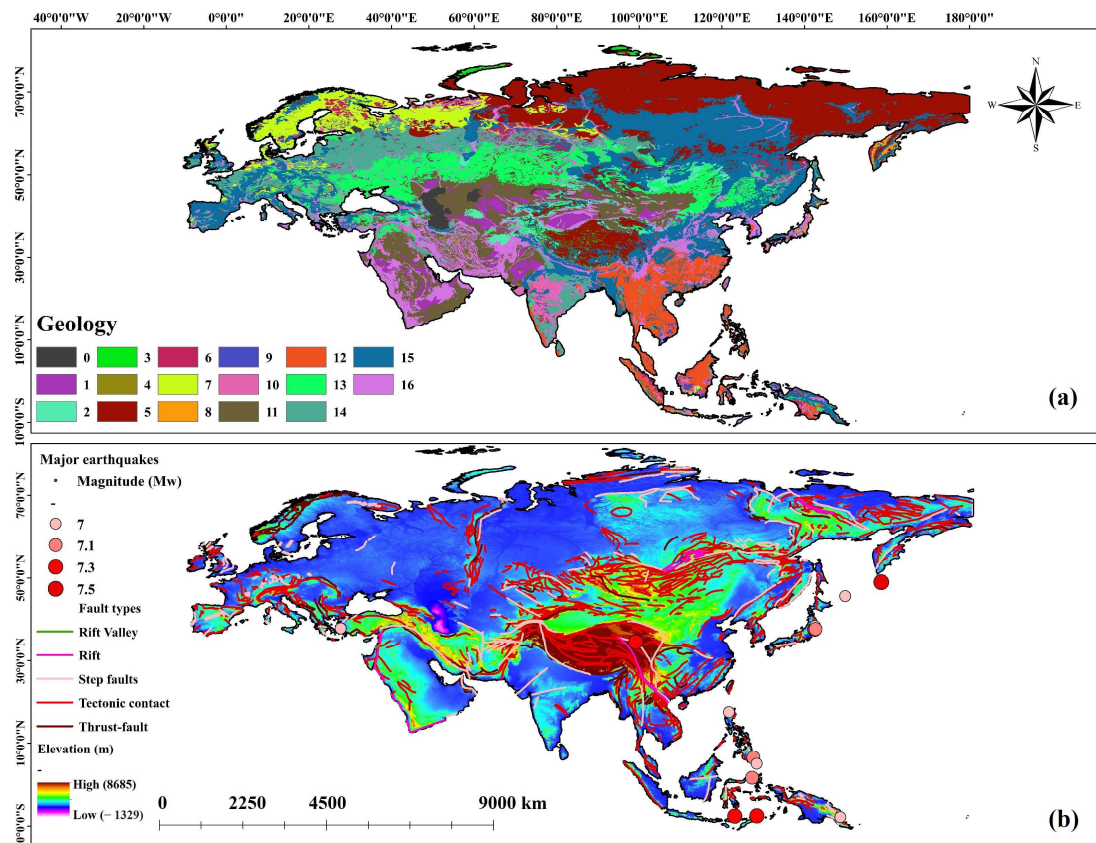 40°0'0"W 20°0'0"W 0°0'0" 20°0'0"E 40°0'0"E 60°0'0"E 80°0'0"E 100°0'0"E 120°0'0"E 140°0'0"E 160°0'0"E 180°0'0"
70°0'0"N
50°0'0"N
30°0'0"N
10°0'0"N
10°0'0"S
N
W E
S
Geology
0 3 6 9 12 15
1 4 7 10 13 16
2 5 8 11 14
(a)
70°0'0"N
50°0'0"N
30°0'0"N
10°0'0"N
0°0'0"S
Major earthquakes
Magnitude (Mw)
-
7
7.1
7.3
7.5
Fault types
Rift Valley
Rift
Step faults
Tectonic contact
Thrust-fault
Elevation (m)
-
High (8685)
Low (− 1329)
0 2250 4500 9000 km
(b)